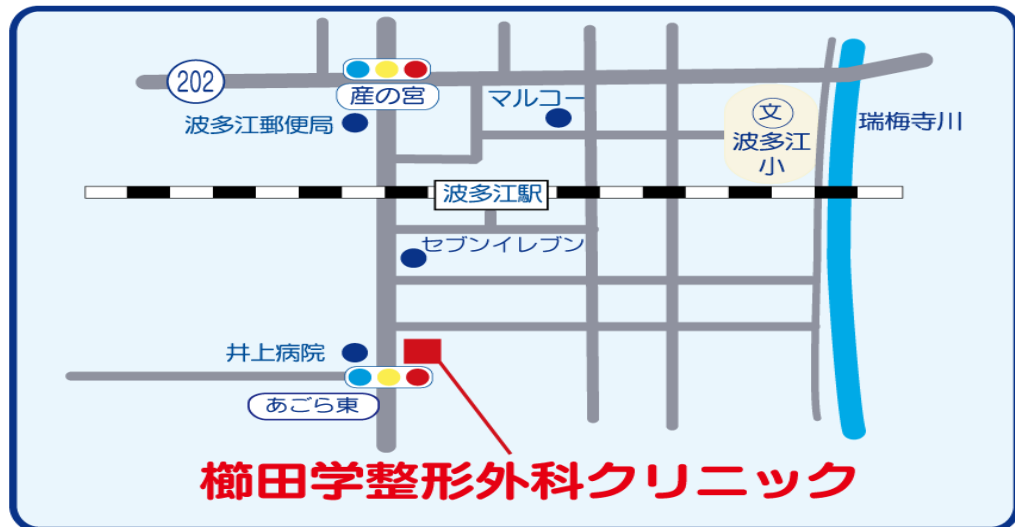 202
産の宮
マルコー
波多江郵便局
文
波多江
小
瑞梅寺川
波多江駅
セブンイレブン
井上病院
あごら東
櫛田学整形外科クリニック